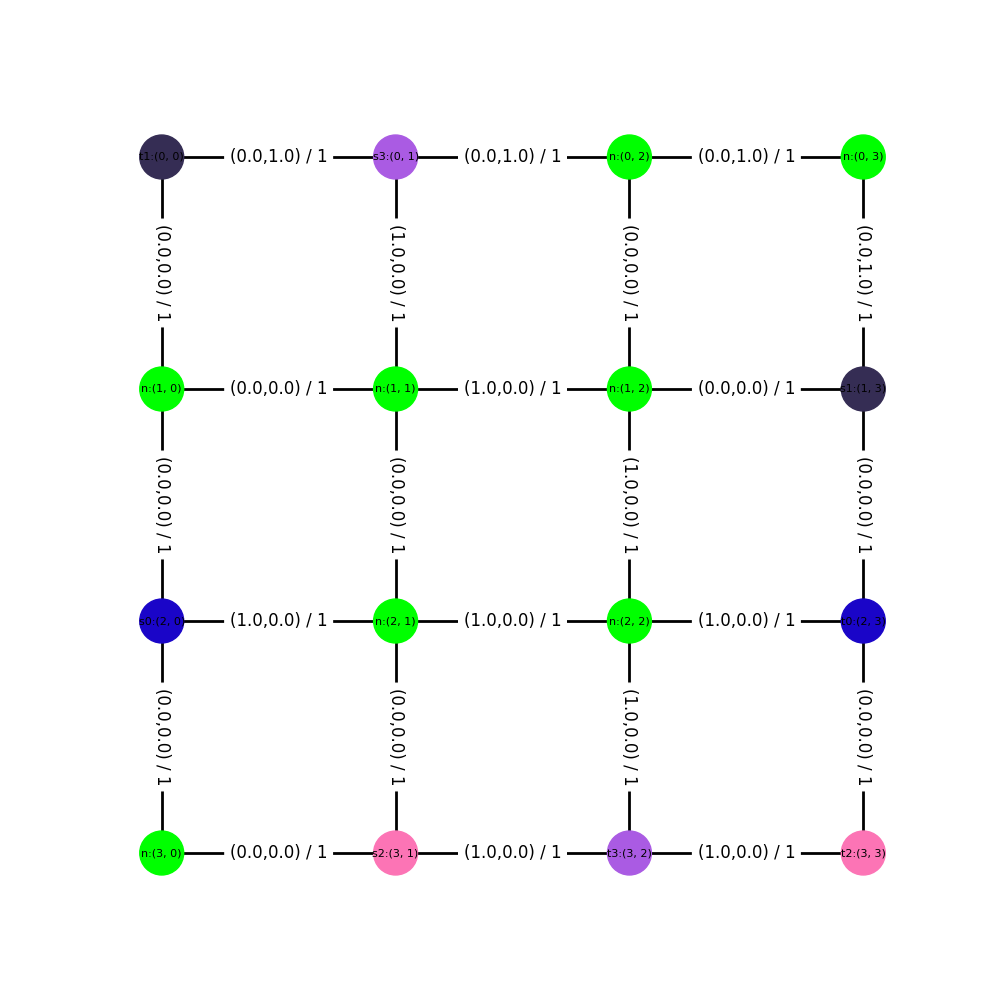 t1:(0, 0) (0.0,1.0) / 1 s3:(0, 1) (0.0,1.0) / 1 n:(0, 2) (0.0,1.0) / 1 n:(0, 3)
(0.0,0.0) / 1 (1.0,0.0) / 1 (0.0,0.0) / 1 (0.0,1.0) / 1
n:(1, 0) (0.0,0.0) / 1 n:(1, 1) (1.0,0.0) / 1 n:(1, 2) (0.0,0.0) / 1 s1:(1, 3)
(0.0,0.0) / 1 (0.0,0.0) / 1 (1.0,0.0) / 1 (0.0,0.0) / 1
s0:(2, 0) (1.0,0.0) / 1 n:(2, 1) (1.0,0.0) / 1 n:(2, 2) (1.0,0.0) / 1 t0:(2, 3)
(0.0,0.0) / 1 (0.0,0.0) / 1 (1.0,0.0) / 1 (0.0,0.0) / 1
n:(3, 0) (0.0,0.0) / 1 s2:(3, 1) (1.0,0.0) / 1 t3:(3, 2) (1.0,0.0) / 1 t2:(3, 3)